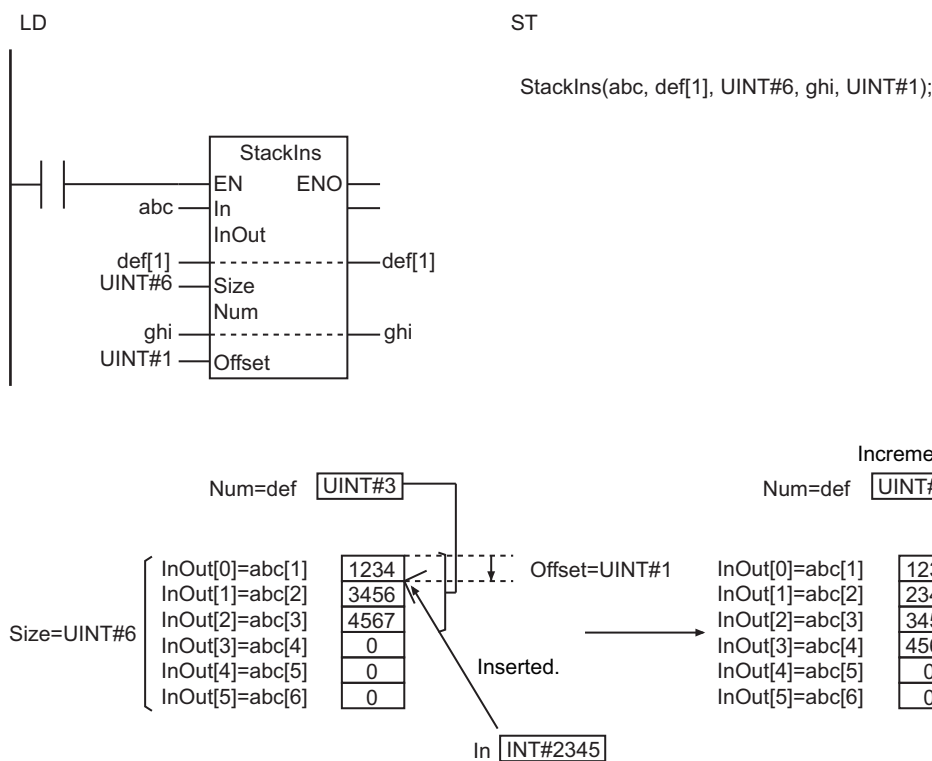 LD
ST
StackIns(abc, def[1], UINT#6, ghi, UINT#1);
StackIns
EN ENO
abc In
InOut
def[1] def[1]
UINT#6 Size
Num
ghi ghi
UINT#1 Offset
Num=def UINT#3
InOut[0]=abc[1] 1234
InOut[1]=abc[2] 3456
InOut[2]=abc[3] 4567
InOut[3]=abc[4] 0
InOut[4]=abc[5] 0
InOut[5]=abc[6] 0
Size=UINT#6
Offset=UINT#1
Inserted.
In INT#2345
Num=def
InOut[0]=abc[1]
InOut[1]=abc[2]
InOut[2]=abc[3]
InOut[3]=abc[4]
InOut[4]=abc[5] 0
InOut[5]=abc[6] 0